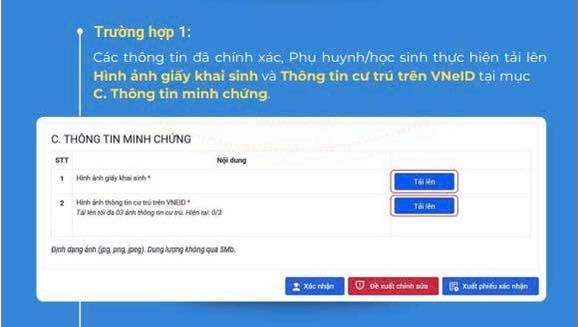 Trường hợp 1:
Các thông tin đã chính xác, Phụ huynh/học sinh thực hiện tải lên
Hình ảnh giấy khai sinh và Thông tin cư trú trên VNeID tại mục
C. Thông tin minh chứng.
C. THÔNG TIN MINH CHỨNG
STT Nội dung
1 Hình ảnh giấy khai sinh * Tải lên
2 Hình ảnh thông tin cư trú trên VNEID * Tải lên
Tải lên tối đa 03 ảnh thông tin cư trú. Hiện tại: 0/3
Định dạng ảnh (jpg, png, jpeg). Dung lượng không quá 5Mb.
Xác nhận Đề xuất chỉnh sửa Xuất phiếu xác nhận